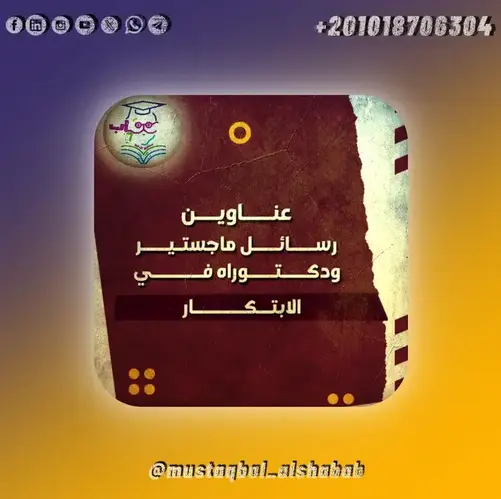 +201018706304
عناوين
رسائل ماجستير
ودكتوراه في
الابتكار
@mustaqbal_alshabab